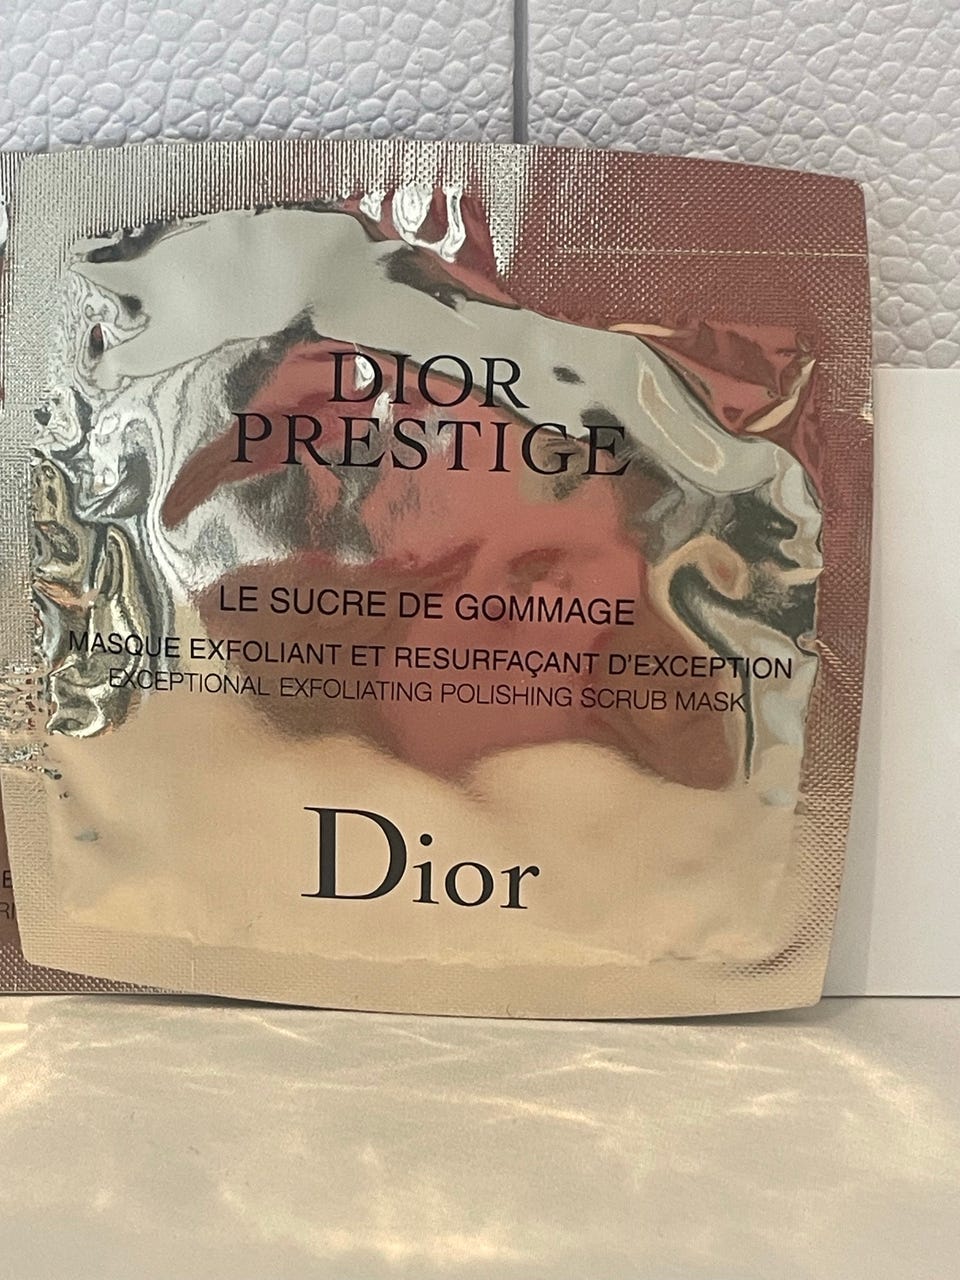 DIOR
PRESTIGE
LE SUCRE DE GOMMAGE
MASQUE EXFOLIANT ET RESURFAÇANT D'EXCEPTION
EXCEPTIONAL EXFOLIATING POLISHING SCRUB MASK
Dior